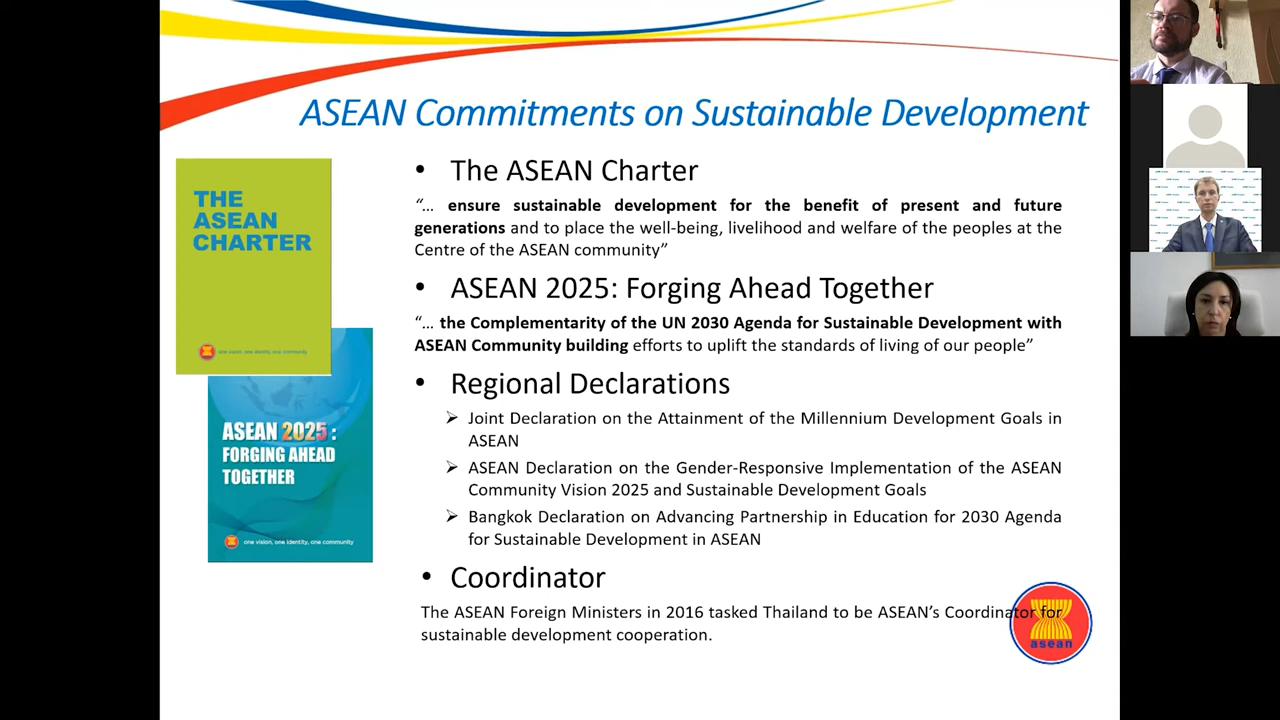 ASEAN Commitments on Sustainable Development
THE
ASEAN
CHARTER
one vision, one identity, one community
ASEAN 2025:
FORGING AHEAD
TOGETHER
one vision, one identity, one community
• The ASEAN Charter
“… ensure sustainable development for the benefit of present and future
generations and to place the well-being, livelihood and welfare of the peoples at the
Centre of the ASEAN community”
• ASEAN 2025: Forging Ahead Together
“… the Complementarity of the UN 2030 Agenda for Sustainable Development with
ASEAN Community building efforts to uplift the standards of living of our people”
• Regional Declarations
➢ Joint Declaration on the Attainment of the Millennium Development Goals in
ASEAN
➢ ASEAN Declaration on the Gender-Responsive Implementation of the ASEAN
Community Vision 2025 and Sustainable Development Goals
➢ Bangkok Declaration on Advancing Partnership in Education for 2030 Agenda
for Sustainable Development in ASEAN
• Coordinator
The ASEAN Foreign Ministers in 2016 tasked Thailand to be ASEAN’s Coordinator for
sustainable development cooperation.
asean